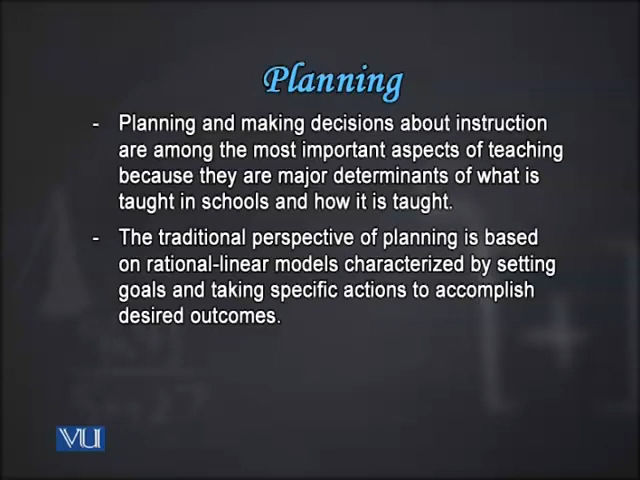 Planning
- Planning and making decisions about instruction
are among the most important aspects of teaching
because they are major determinants of what is
taught in schools and how it is taught.
- The traditional perspective of planning is based
on rational-linear models characterized by setting
goals and taking specific actions to accomplish
desired outcomes.
VU